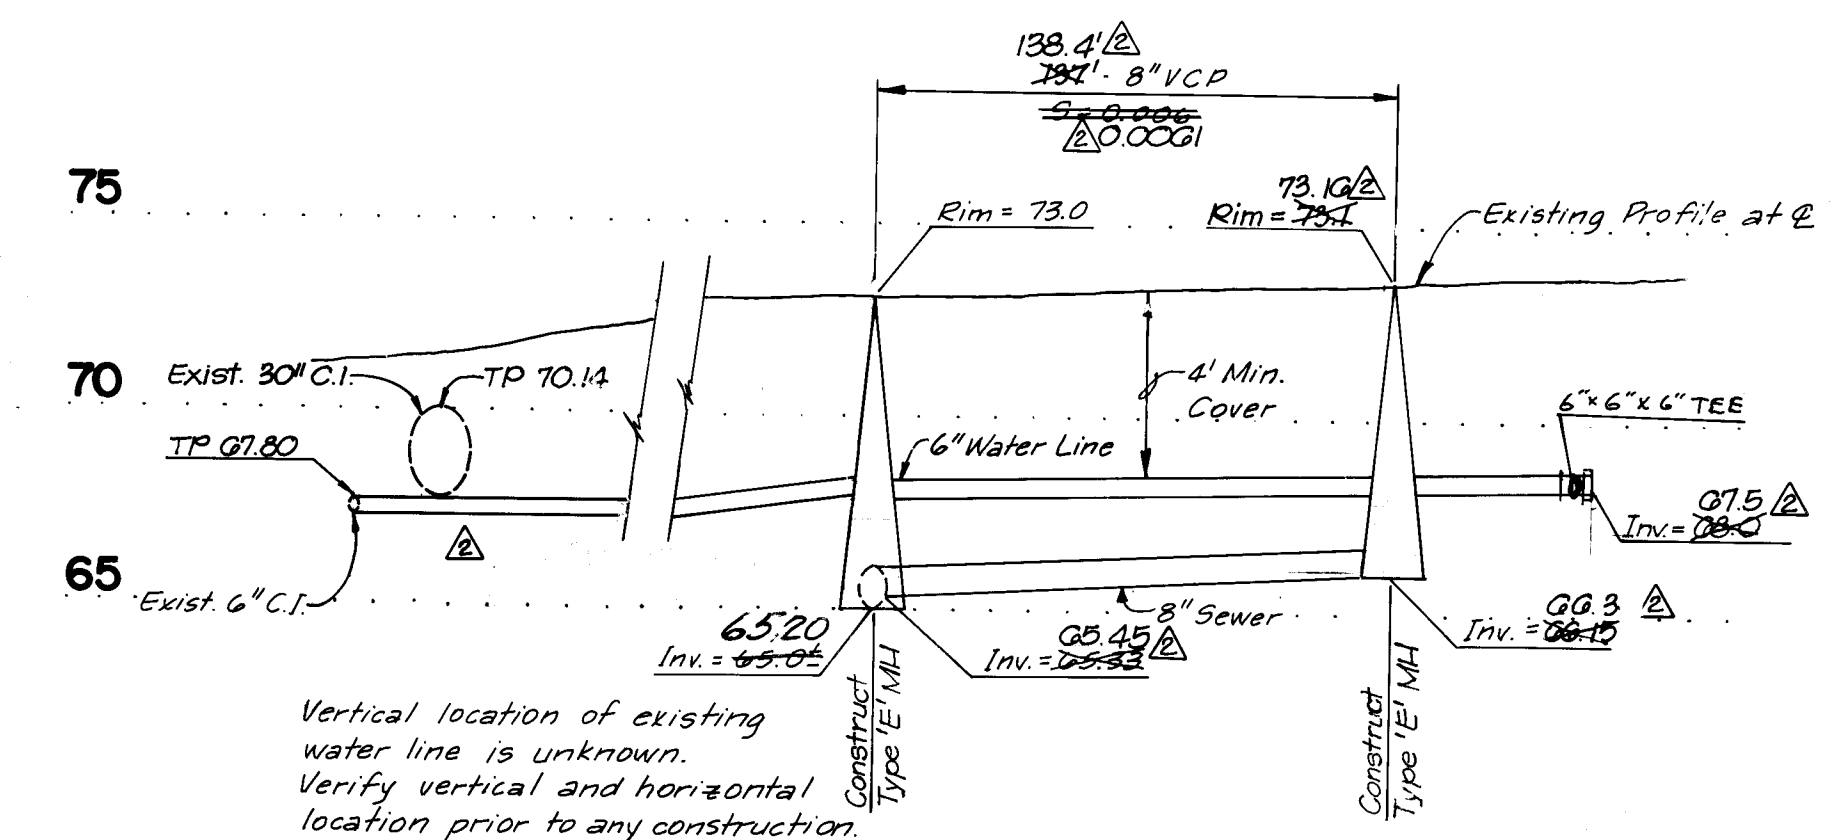 138.4' 2
137' - 8" VCP
S = 0.006
2 0.0061
75
73.16 2
Rim = 73.0
Rim = 73.1
Existing Profile at ℄
70
Exist. 30" C.I.
TP 70.14
4' Min.
Cover
6" x 6" x 6" TEE
TP 67.80
6" Water Line
67.5 2
Inv. = 68.0
2
65
Exist. 6" C.I.
8" Sewer
66.3 2
Inv. = 66.15
65.20
Inv. = 65.0±
65.45 2
Inv. = 65.33
Construct
Type 'E' MH
Construct
Type 'E' MH
Vertical location of existing
water line is unknown.
Verify vertical and horizontal
location prior to any construction.